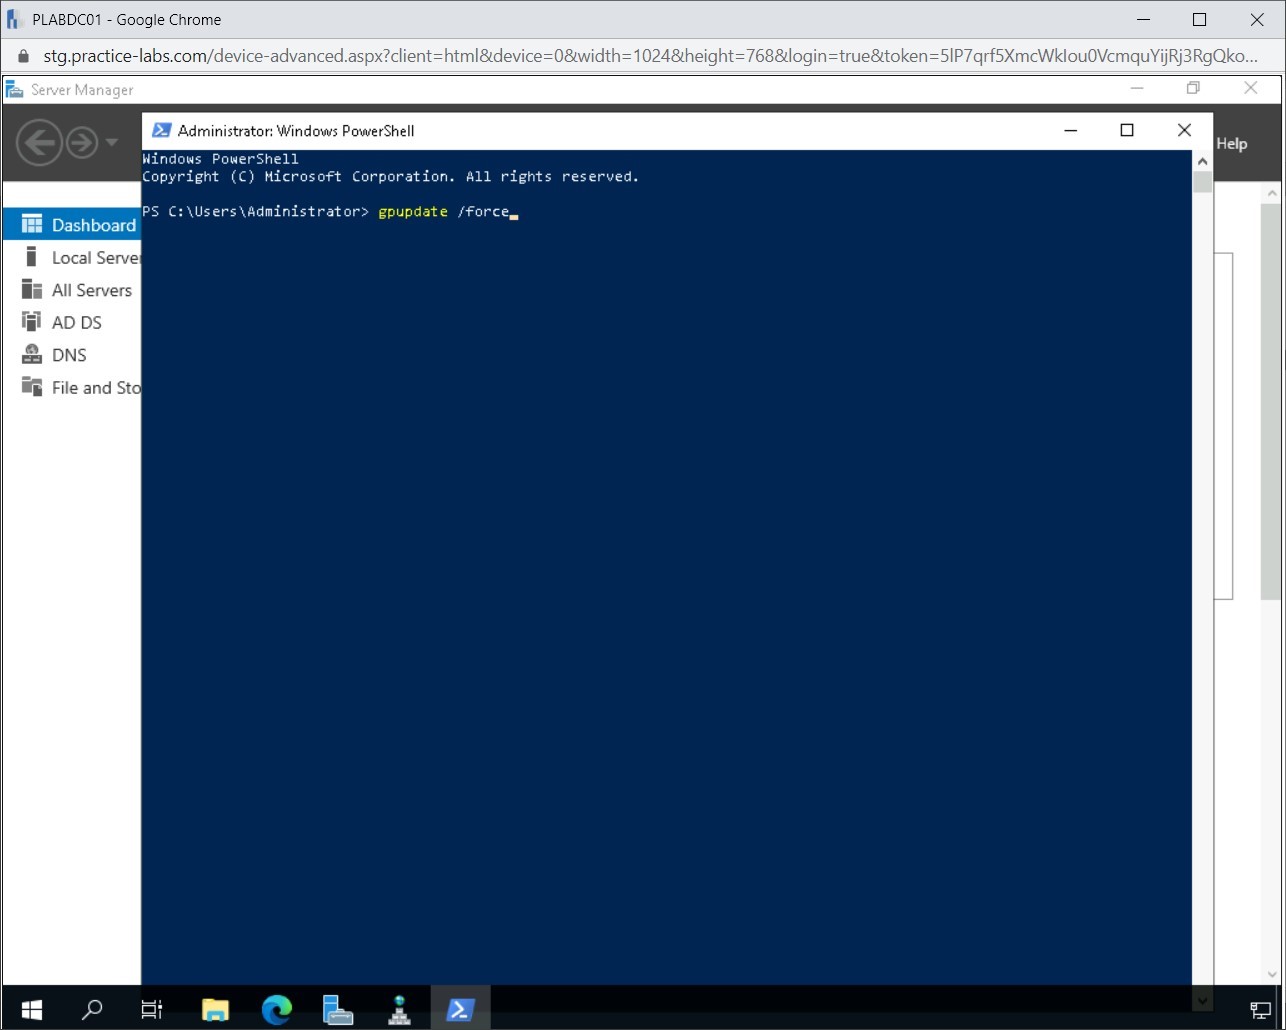 PLABDC01 - Google Chrome
stg.practice-labs.com/device-advanced.aspx?client=html&device=0&width=1024&height=768&login=true&token=5lP7qrf5XmcWkIou0VcmquYijRj3RgQko...
Server Manager
Administrator: Windows PowerShell
Help
Windows PowerShell
Copyright (C) Microsoft Corporation. All rights reserved.
PS C:\Users\Administrator> gpupdate /force
Dashboard
Local Server
All Servers
AD DS
DNS
File and Sto